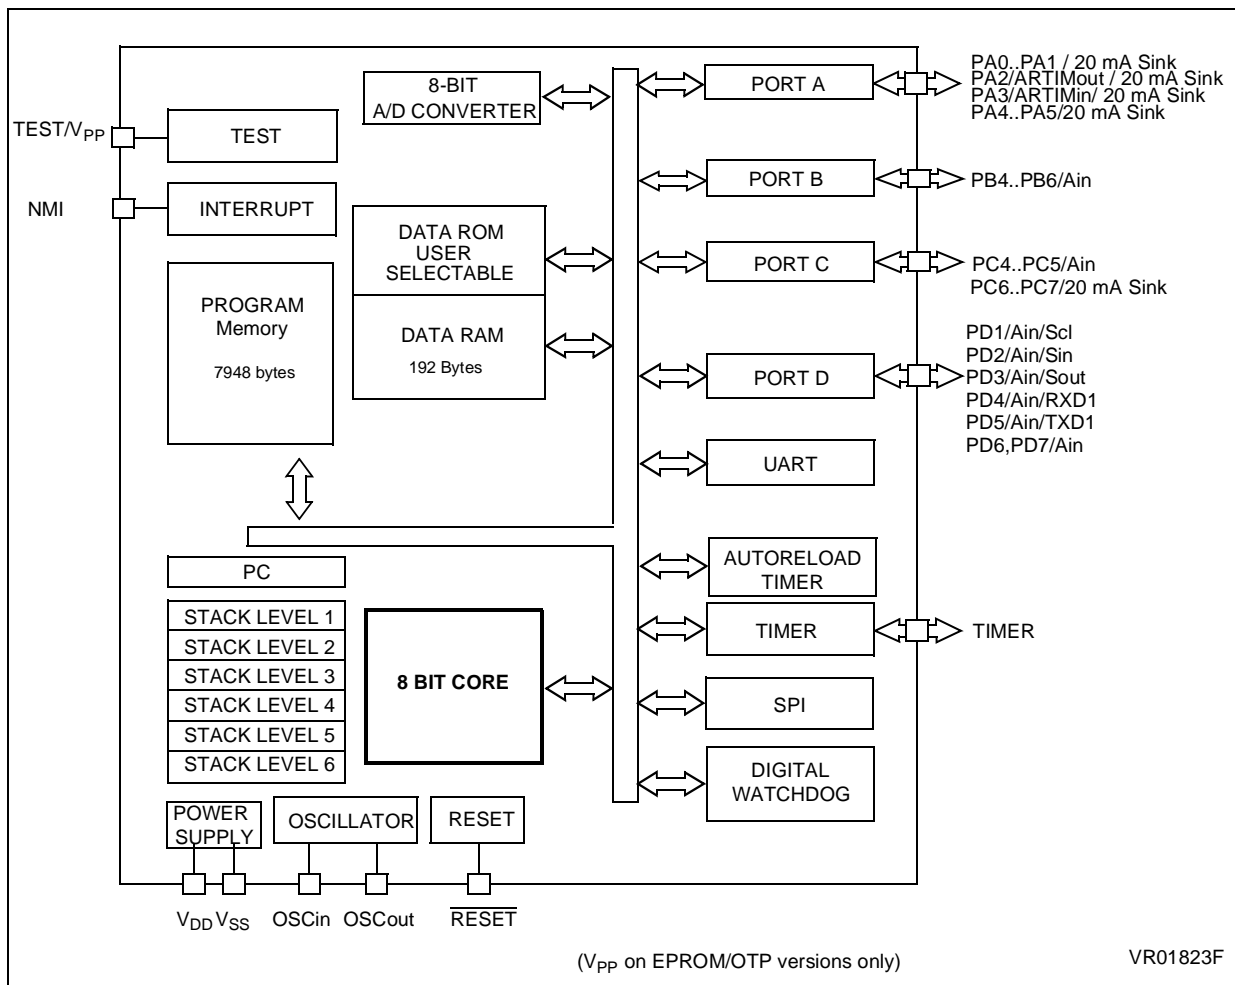 8-BIT
A/D CONVERTER
TEST/VPP
TEST
NMI
INTERRUPT
PROGRAM
Memory
7948 bytes
DATA ROM
USER
SELECTABLE
DATA RAM
192 Bytes
PORT A
PA0..PA1 / 20 mA Sink
PA2/ARTIMout / 20 mA Sink
PA3/ARTIMin/ 20 mA Sink
PA4..PA5/20 mA Sink
PORT B
PB4..PB6/Ain
PORT C
PC4..PC5/Ain
PC6..PC7/20 mA Sink
PORT D
PD1/Ain/Scl
PD2/Ain/Sin
PD3/Ain/Sout
PD4/Ain/RXD1
PD5/Ain/TXD1
PD6,PD7/Ain
UART
AUTORELOAD
TIMER
TIMER
TIMER
SPI
DIGITAL
WATCHDOG
PC
STACK LEVEL 1
STACK LEVEL 2
STACK LEVEL 3
STACK LEVEL 4
STACK LEVEL 5
STACK LEVEL 6
8 BIT CORE
POWER
SUPPLY
OSCILLATOR
RESET
VDD VSS
OSCin OSCout
RESET
(VPP on EPROM/OTP versions only)
VR01823F